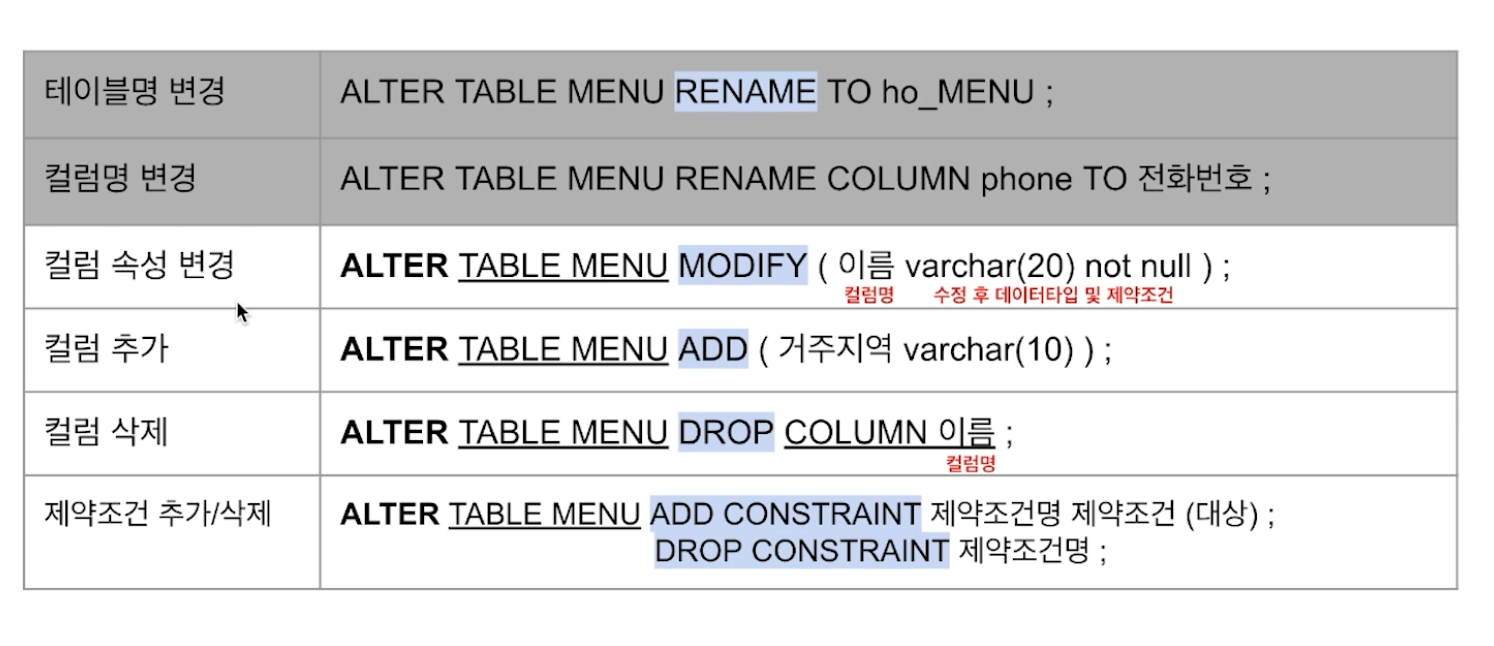 테이블명 변경
ALTER TABLE MENU RENAME TO ho_MENU ;
컬럼명 변경
ALTER TABLE MENU RENAME COLUMN phone TO 전화번호 ;
컬럼 속성 변경
ALTER TABLE MENU MODIFY ( 이름 varchar(20) not null ) ;
컬럼명 수정 후 데이터타입 및 제약조건
컬럼 추가
ALTER TABLE MENU ADD ( 거주지역 varchar(10) ) ;
컬럼 삭제
ALTER TABLE MENU DROP COLUMN 이름 ;
컬럼명
제약조건 추가/삭제
ALTER TABLE MENU ADD CONSTRAINT 제약조건명 제약조건 (대상) ;
DROP CONSTRAINT 제약조건명 ;